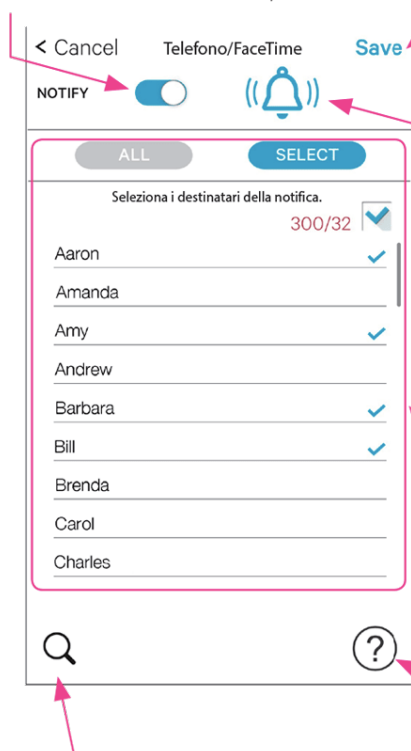 < Cancel Telefono/FaceTime Save
NOTIFY
ALL SELECT
Seleziona i destinatari della notifica.
300/32
Aaron
Amanda
Amy
Andrew
Barbara
Bill
Brenda
Carol
Charles
?